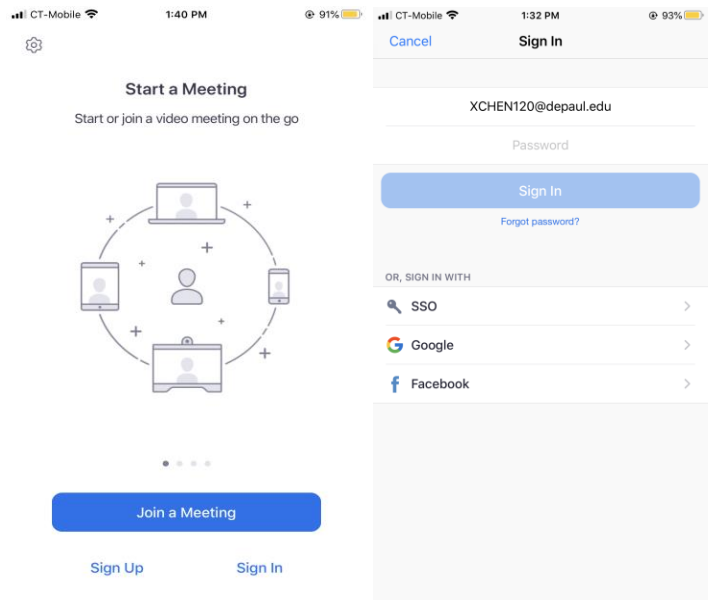 CT-Mobile 1:40 PM 91%
Start a Meeting
Start or join a video meeting on the go
Join a Meeting
Sign Up Sign In
CT-Mobile 1:32 PM 93%
Cancel Sign In
XCHEN120@depaul.edu
Password
Sign In
Forgot password?
OR, SIGN IN WITH
SSO
Google
Facebook